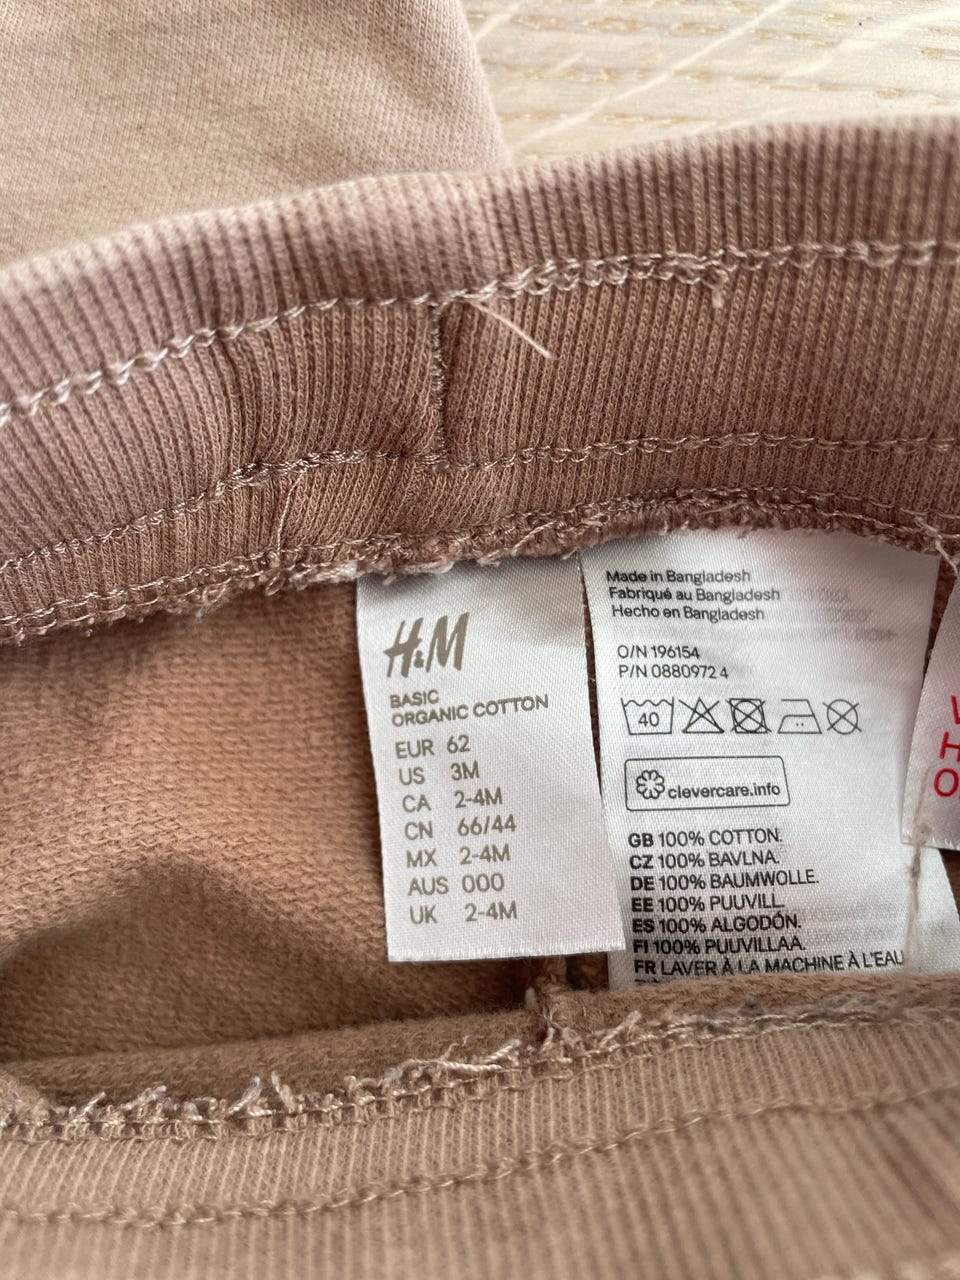 H&M
BASIC
ORGANIC COTTON
EUR 62
US 3M
CA 2-4M
CN 66/44
MX 2-4M
AUS 000
UK 2-4M
Made in Bangladesh
Fabriqué au Bangladesh
Hecho en Bangladesh
O/N 196154
P/N 0880972 4
40
clevercare.info
GB 100% COTTON.
CZ 100% BAVLNA.
DE 100% BAUMWOLLE.
EE 100% PUUVILL.
ES 100% ALGODÓN.
FI 100% PUUVILLAA.
FR LAVER À LA MACHINE À L'EAU